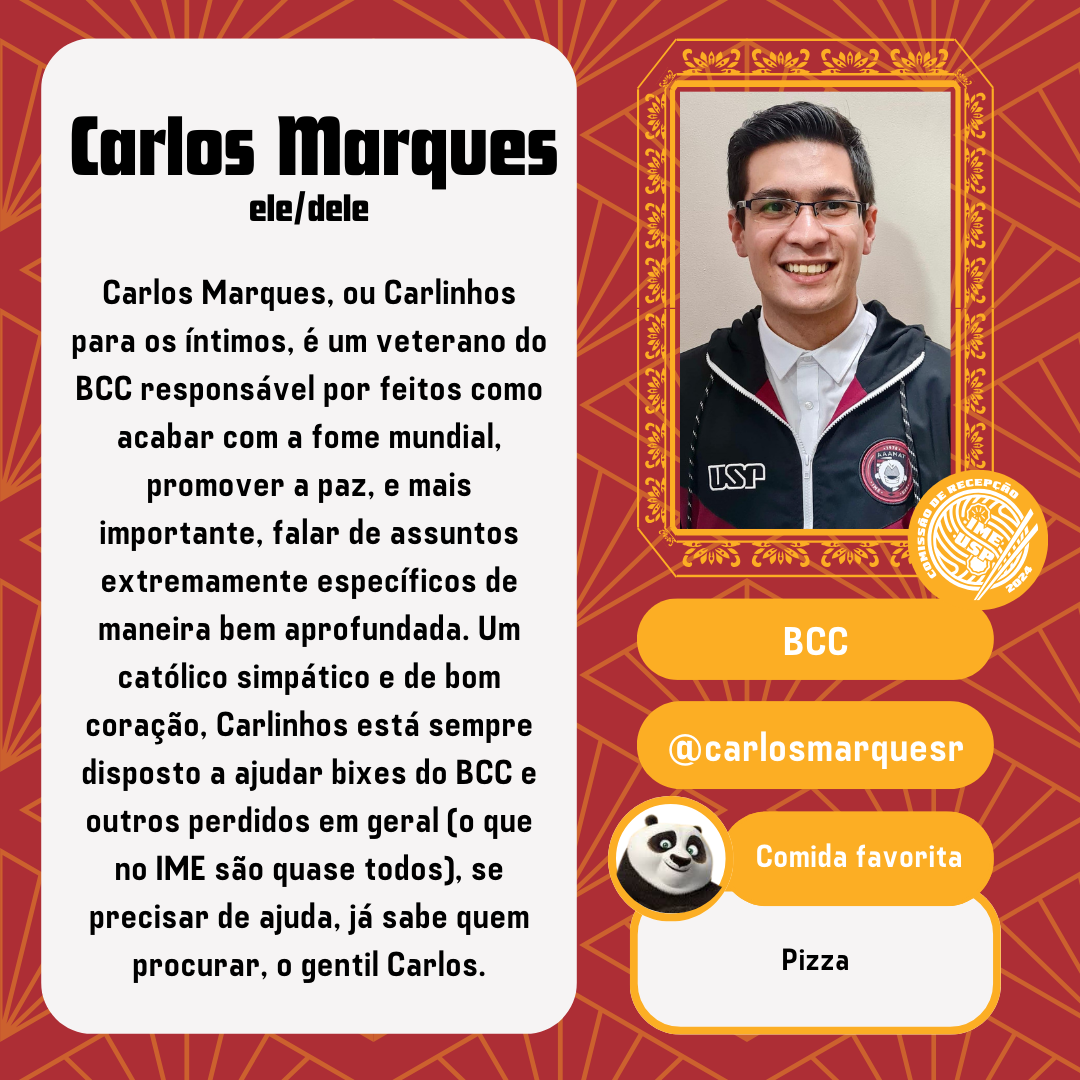 Carlos Marques
ele/dele
Carlos Marques, ou Carlinhos
para os íntimos, é um veterano do
BCC responsável por feitos como
acabar com a fome mundial,
promover a paz, e mais
importante, falar de assuntos
extremamente específicos de
maneira bem aprofundada. Um
católico simpático e de bom
coração, Carlinhos está sempre
disposto a ajudar bixes do BCC e
outros perdidos em geral (o que
no IME são quase todos), se
precisar de ajuda, já sabe quem
procurar, o gentil Carlos.
USP
AAAMAT
COMISSÃO DE RECEPÇÃO
IME
USP
2024
BCC
@carlosmarquesr
Comida favorita
Pizza